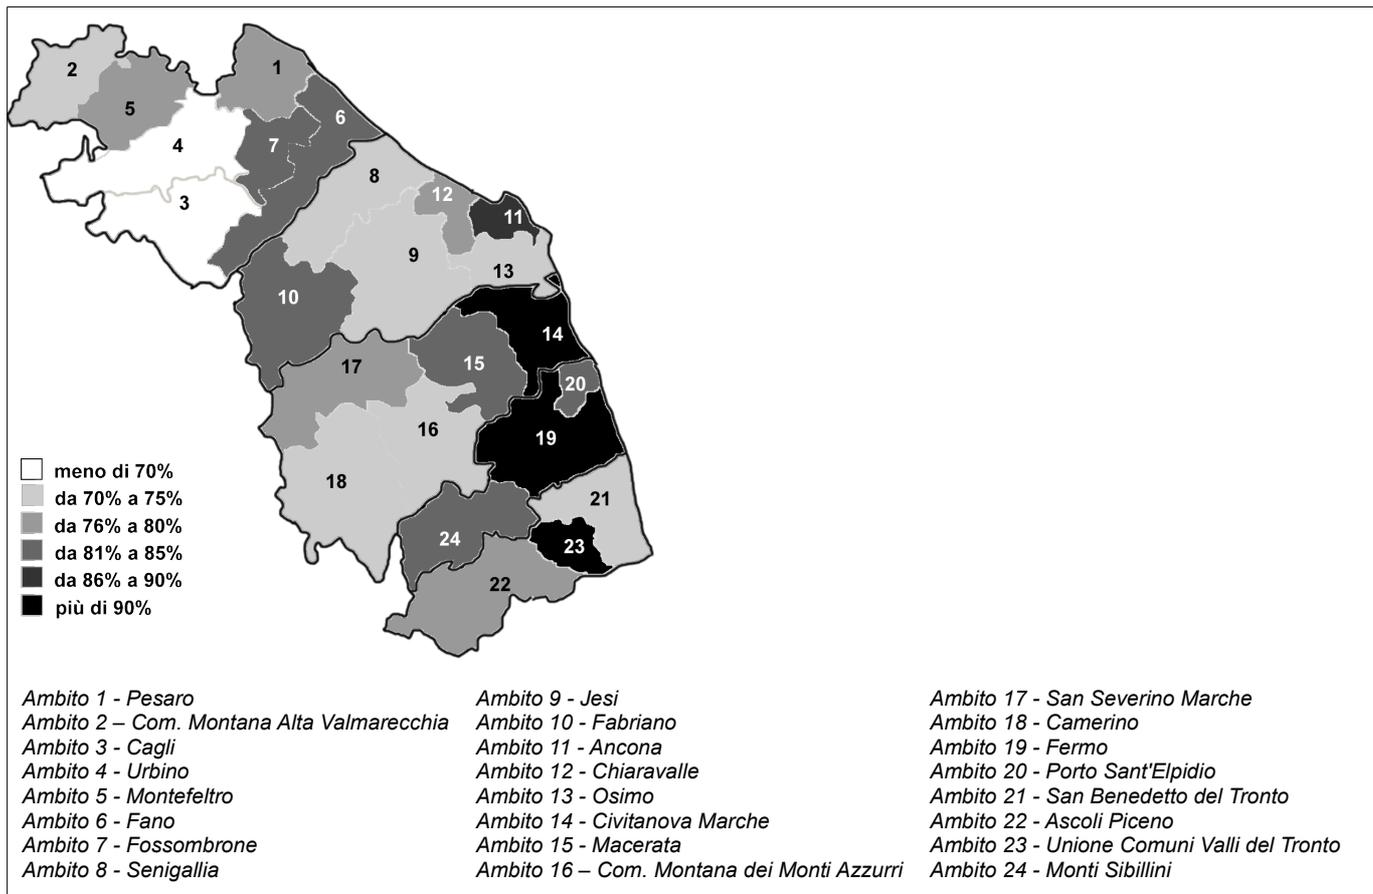 1
2
5
6
4
7
8
12
3
11
9
13
10
14
17
15
20
16
19
18
21
24
23
22
meno di 70%
da 70% a 75%
da 76% a 80%
da 81% a 85%
da 86% a 90%
più di 90%
Ambito 1 - Pesaro
Ambito 2 – Com. Montana Alta Valmarecchia
Ambito 3 - Cagli
Ambito 4 - Urbino
Ambito 5 - Montefeltro
Ambito 6 - Fano
Ambito 7 - Fossombrone
Ambito 8 - Senigallia
Ambito 9 - Jesi
Ambito 10 - Fabriano
Ambito 11 - Ancona
Ambito 12 - Chiaravalle
Ambito 13 - Osimo
Ambito 14 - Civitanova Marche
Ambito 15 - Macerata
Ambito 16 – Com. Montana dei Monti Azzurri
Ambito 17 - San Severino Marche
Ambito 18 - Camerino
Ambito 19 - Fermo
Ambito 20 - Porto Sant'Elpidio
Ambito 21 - San Benedetto del Tronto
Ambito 22 - Ascoli Piceno
Ambito 23 - Unione Comuni Valli del Tronto
Ambito 24 - Monti Sibillini